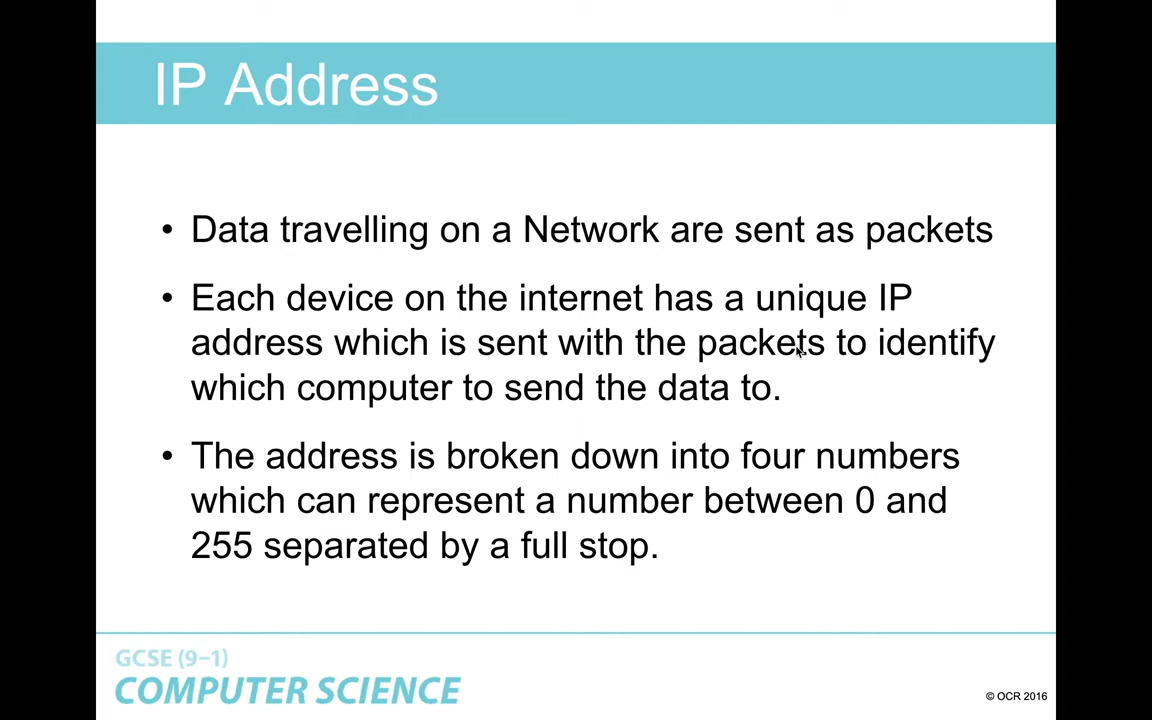 IP Address
• Data travelling on a Network are sent as packets
• Each device on the internet has a unique IP
address which is sent with the packets to identify
which computer to send the data to.
• The address is broken down into four numbers
which can represent a number between 0 and
255 separated by a full stop.
GCSE (9–1)
COMPUTER SCIENCE
© OCR 2016